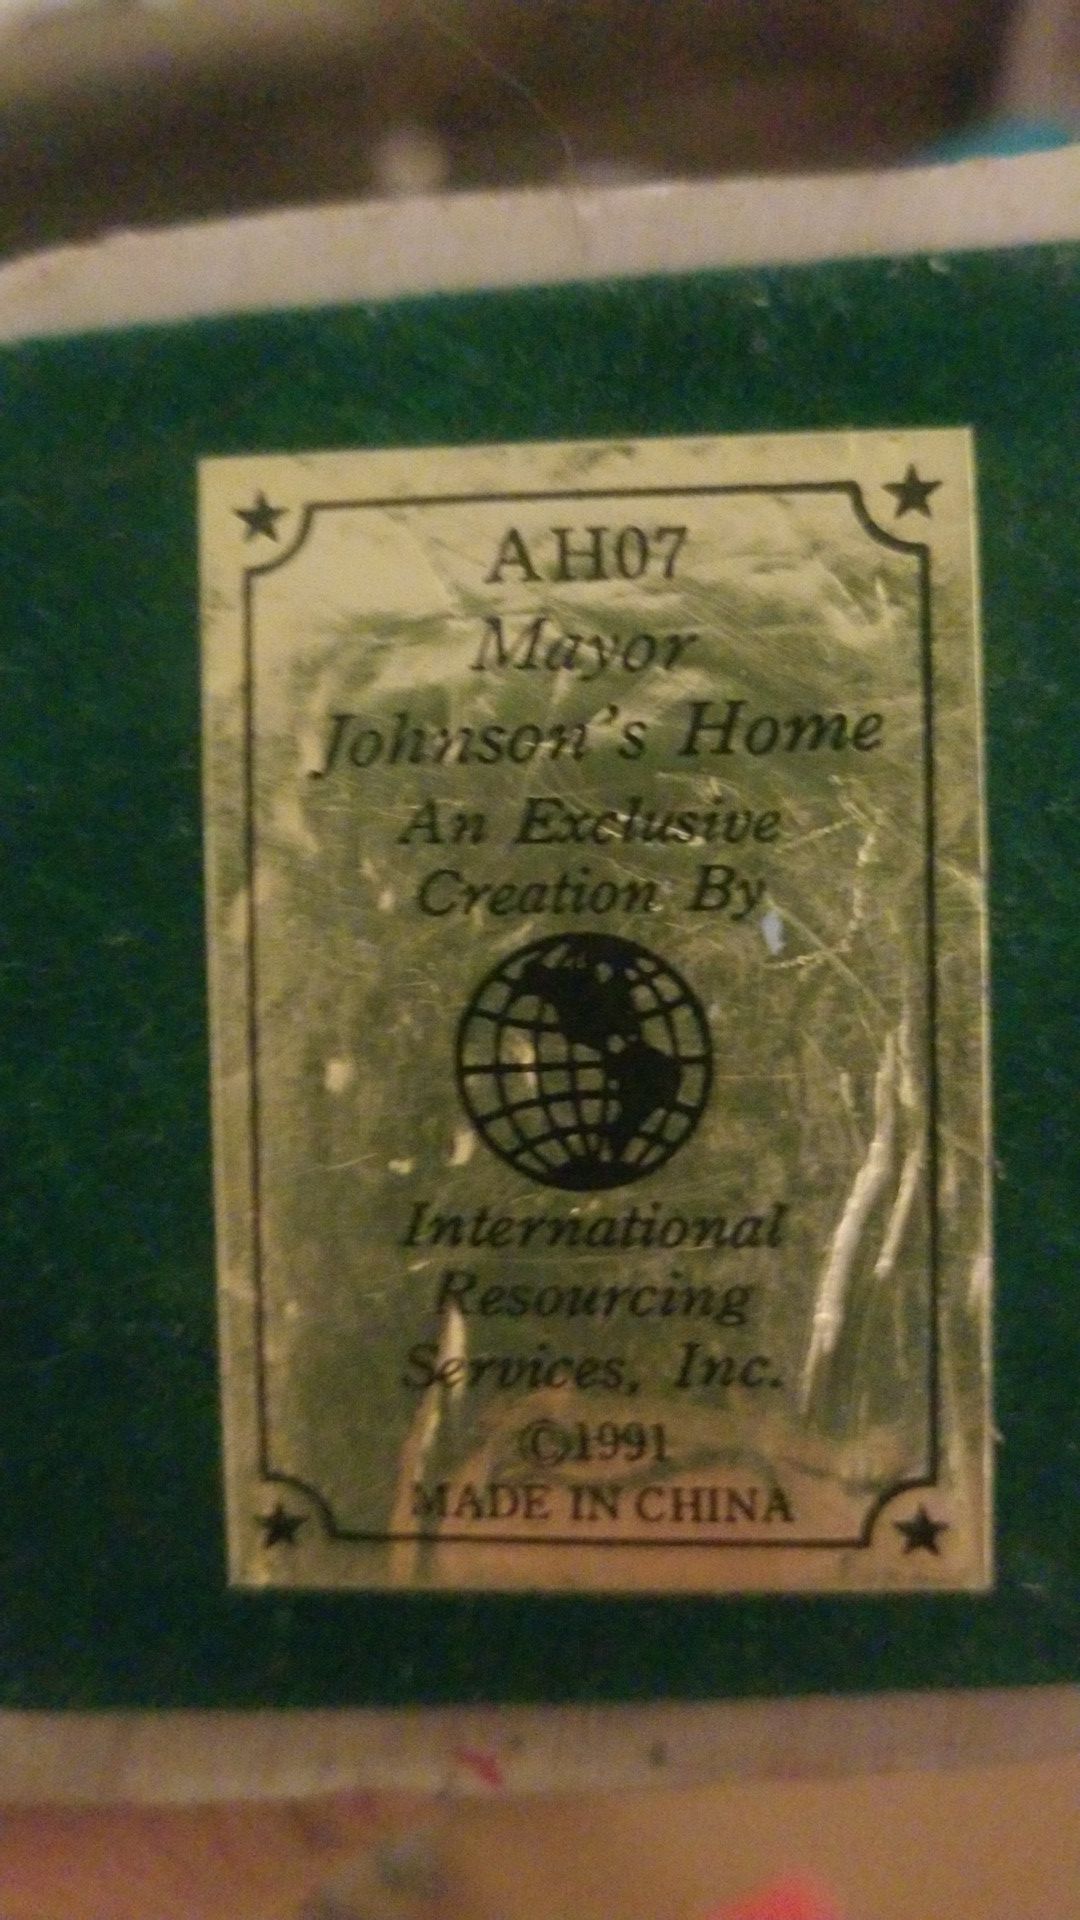 AH07
Mayor
Johnson's Home
An Exclusive
Creation By
International
Resourcing
Services, Inc.
©1991
MADE IN CHINA